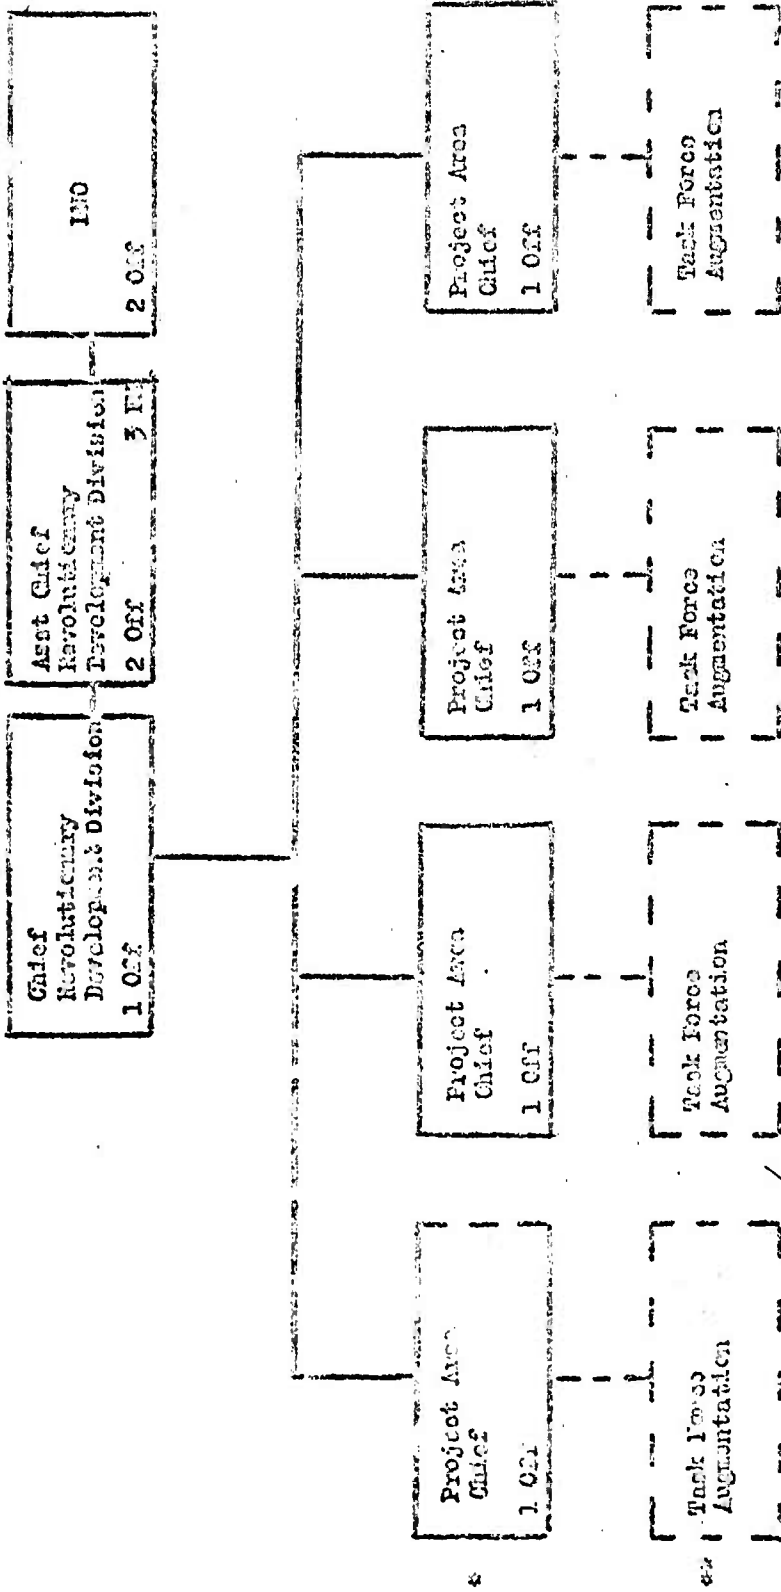 Chief
Revolutionary
Development Division
1 Off
Asst Chief
Revolutionary
Development Division
2 Off 3
2 Off
*
Project Area
Chief
1 Off
Project Area
Chief
1 Off
Project Area
Chief
1 Off
Project Area
Chief
1 Off
**
Task Force
Augmentation
Task Force
Augmentation
Task Force
Augmentation
Task Force
Augmentation